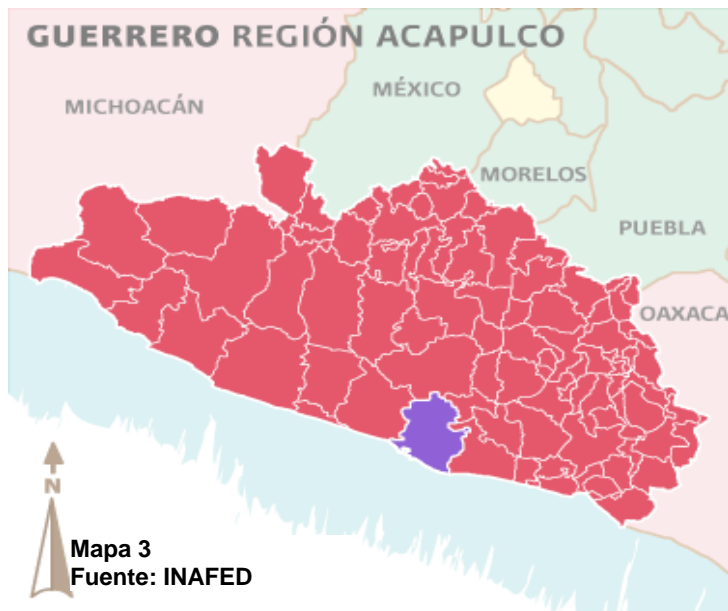 GUERRERO REGIÓN ACAPULCO
MÉXICO
MICHOACÁN
MORELOS
PUEBLA
OAXACA
N
Mapa 3
Fuente: INAFED